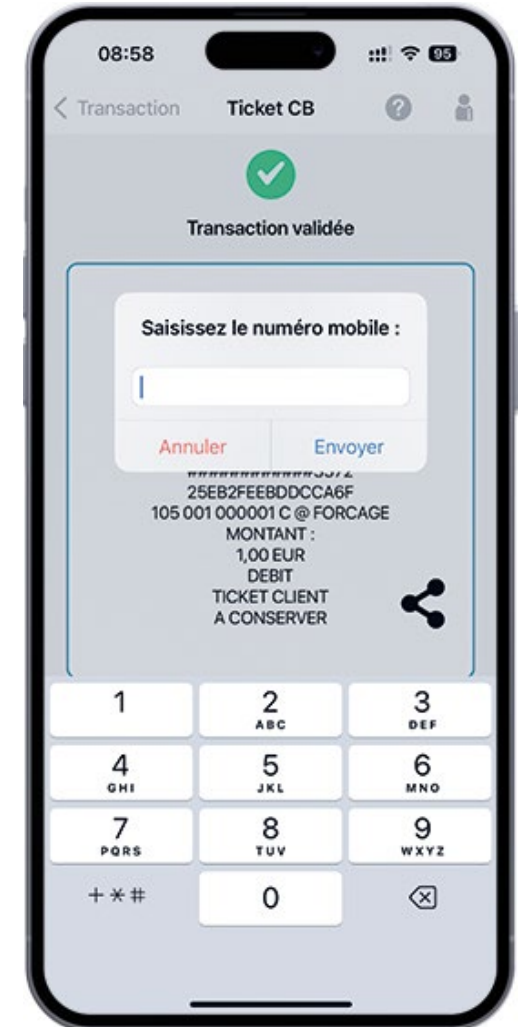 08:58
95
Transaction
Ticket CB
?
Transaction validée
Saisissez le numéro mobile :
Annuler
Envoyer
25EB2FEEBDDCCA6F
105 001 000001 C @ FORCAGE
MONTANT :
1,00 EUR
DEBIT
TICKET CLIENT
A CONSERVER
1
2
ABC
3
DEF
4
GHI
5
JKL
6
MNO
7
PQRS
8
TUV
9
WXYZ
+*#
0